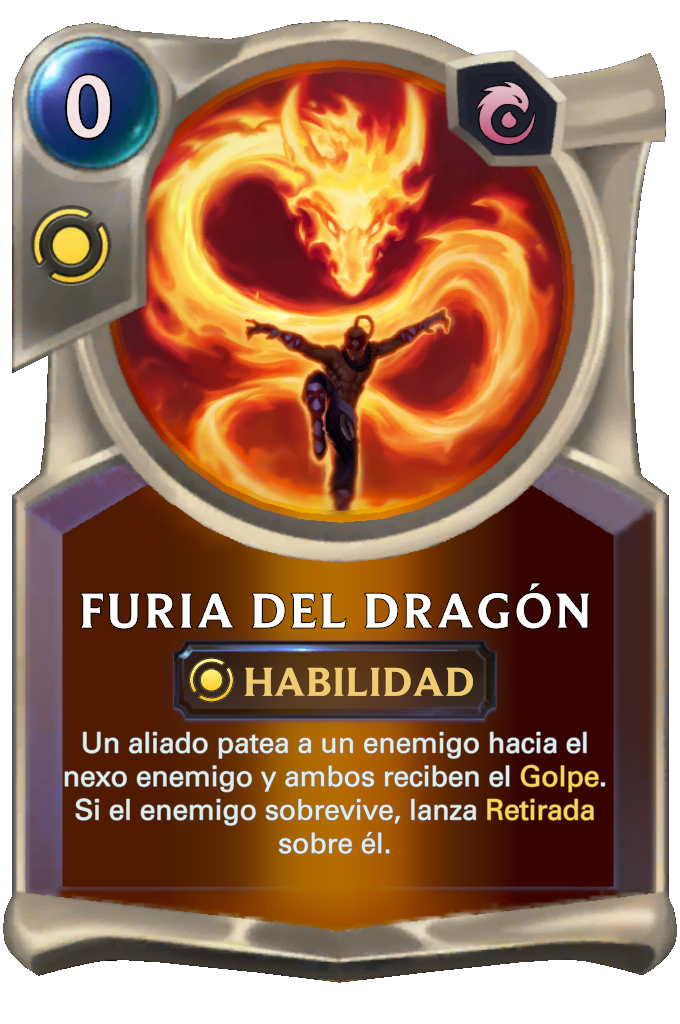 0
FURIA DEL DRAGÓN
HABILIDAD
Un aliado patea a un enemigo hacia el
nexo enemigo y ambos reciben el Golpe.
Si el enemigo sobrevive, lanza Retirada
sobre él.